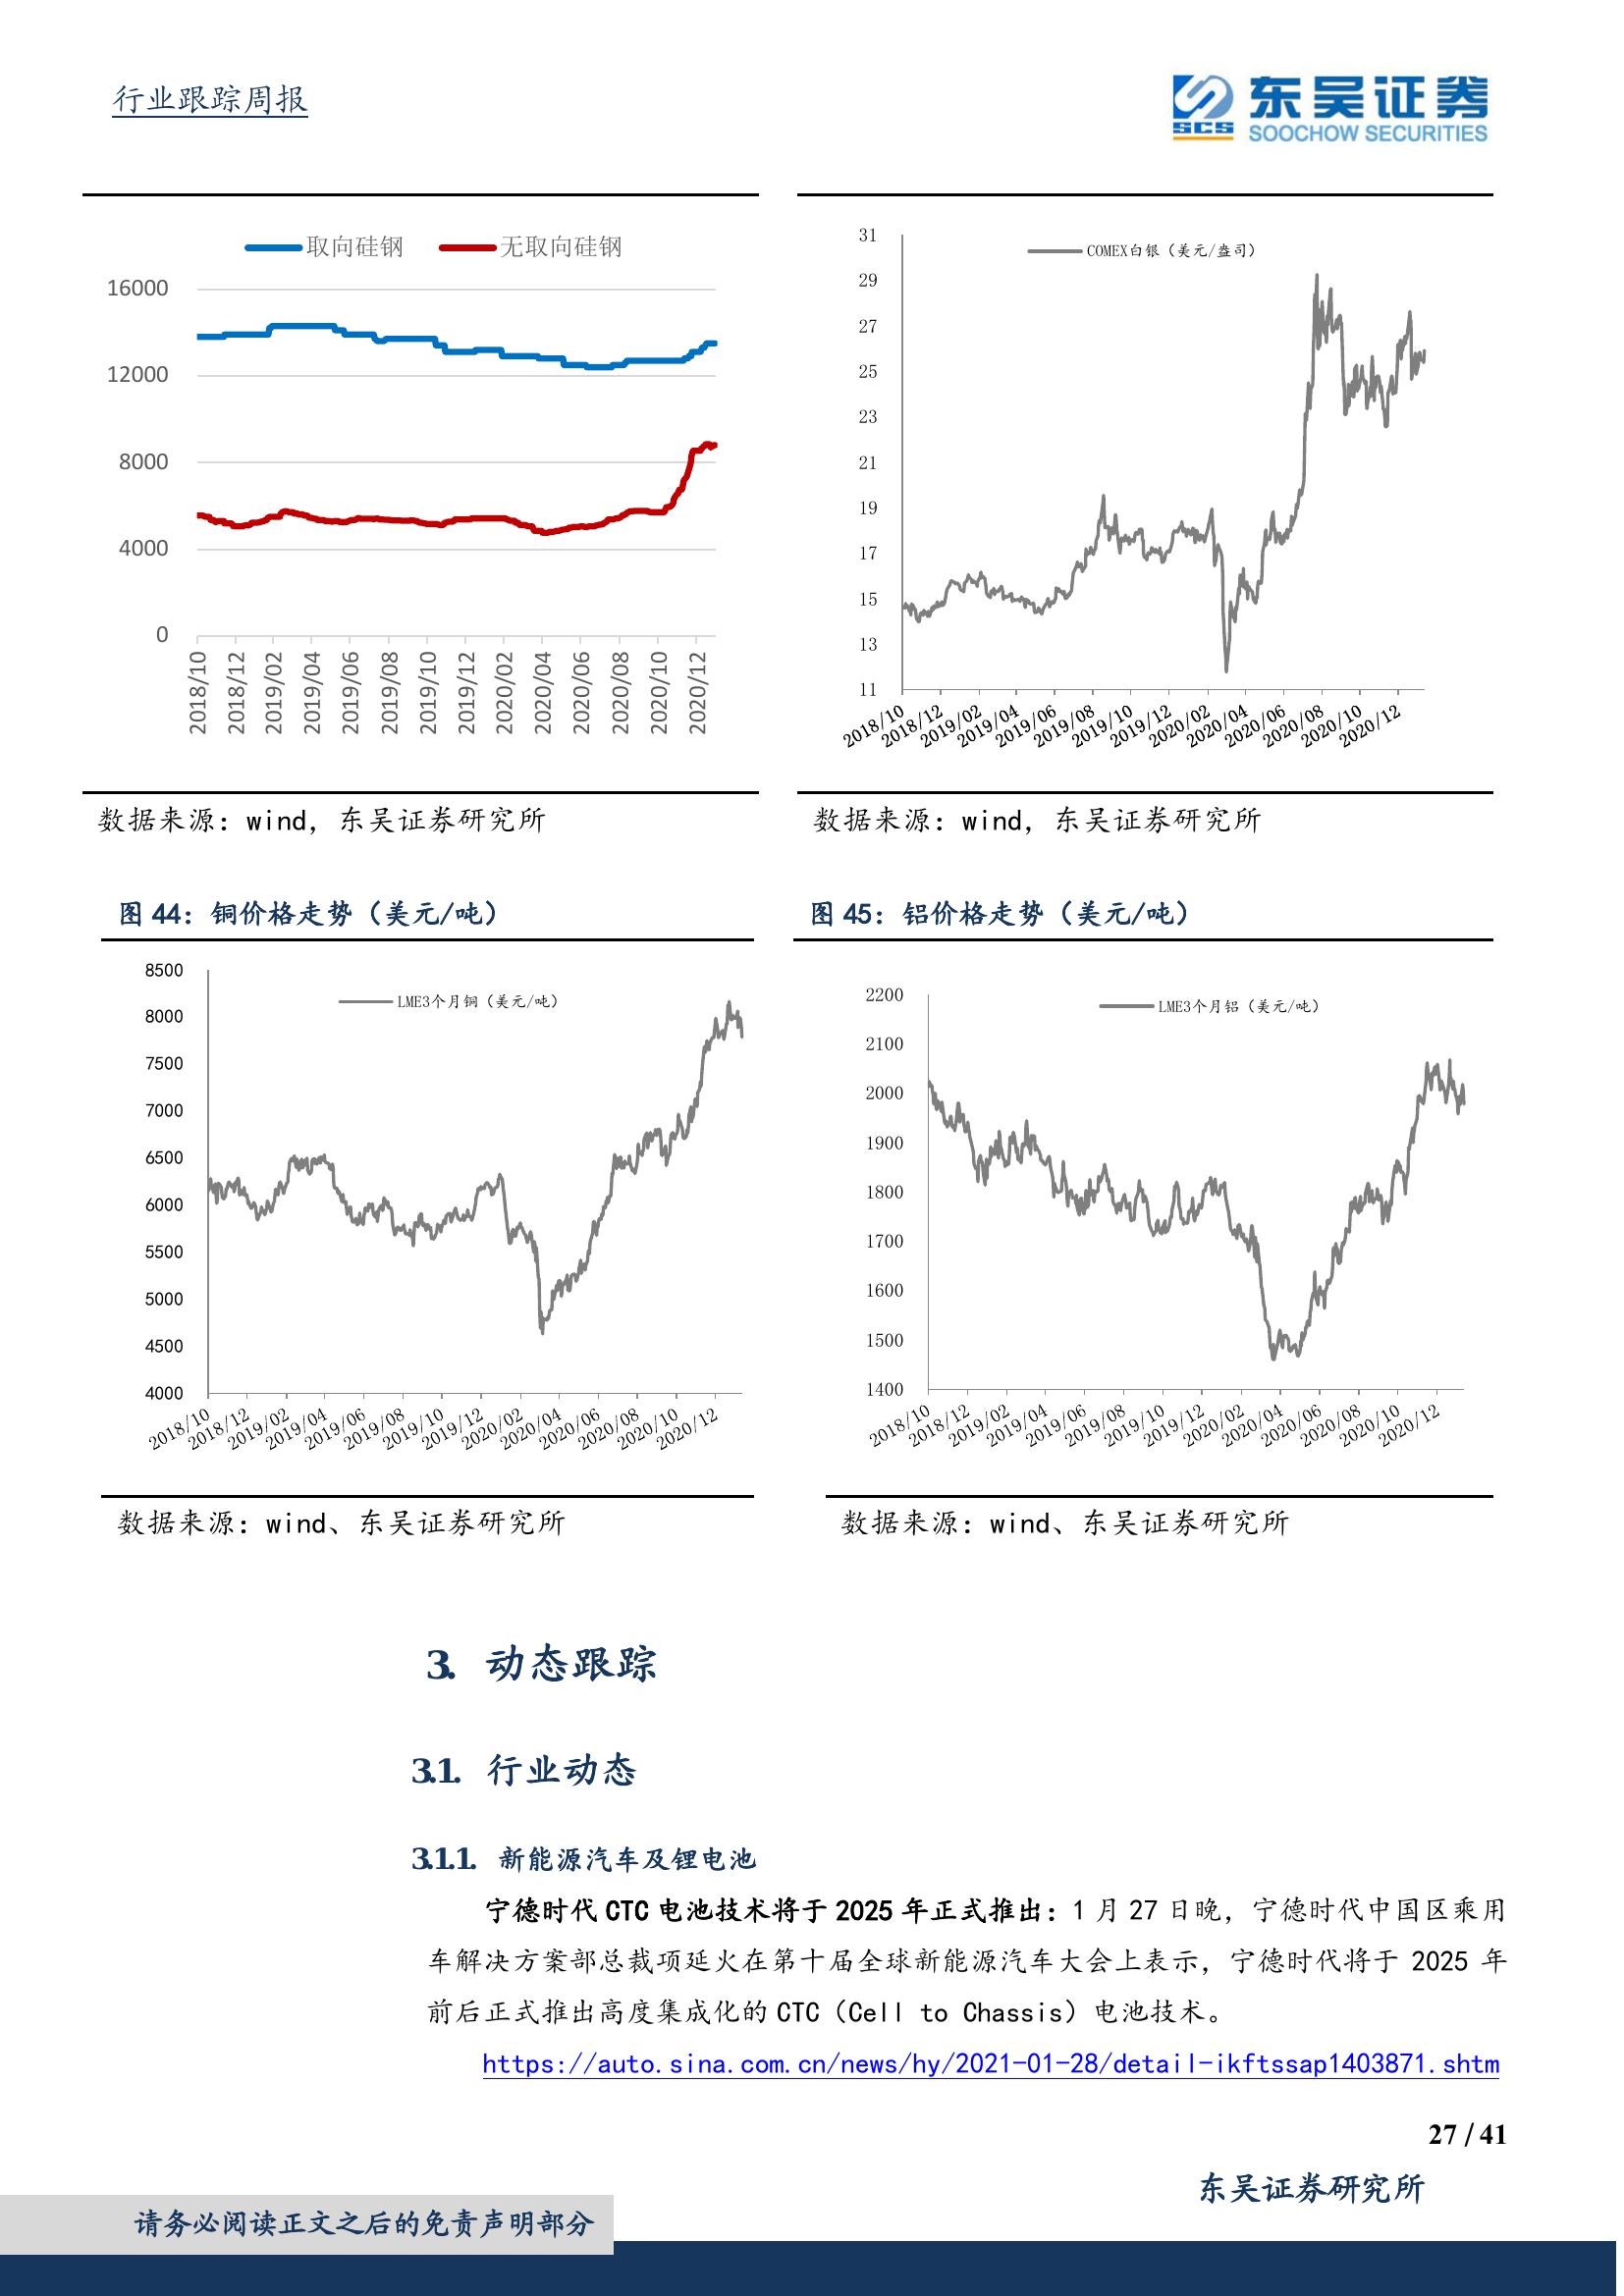 行业跟踪周报
SCS
东吴证券
SOOCHOW SECURITIES
取向硅钢 无取向硅钢
16000
12000
8000
4000
0
2018/10 2018/12 2019/02 2019/04 2019/06 2019/08 2019/10 2019/12 2020/02 2020/04 2020/06 2020/08 2020/10 2020/12
COMEX白银（美元/盎司）
31
29
27
25
23
21
19
17
15
13
11
2018/10 2018/12 2019/02 2019/04 2019/06 2019/08 2019/10 2019/12 2020/02 2020/04 2020/06 2020/08 2020/10 2020/12
数据来源：wind，东吴证券研究所
数据来源：wind，东吴证券研究所
图 44：铜价格走势（美元/吨）
图 45：铝价格走势（美元/吨）
LME3个月铜（美元/吨）
8500
8000
7500
7000
6500
6000
5500
5000
4500
4000
2018/10 2018/12 2019/02 2019/04 2019/06 2019/08 2019/10 2019/12 2020/02 2020/04 2020/06 2020/08 2020/10 2020/12
LME3个月铝（美元/吨）
2200
2100
2000
1900
1800
1700
1600
1500
1400
2018/10 2018/12 2019/02 2019/04 2019/06 2019/08 2019/10 2019/12 2020/02 2020/04 2020/06 2020/08 2020/10 2020/12
数据来源：wind、东吴证券研究所
数据来源：wind、东吴证券研究所
3. 动态跟踪
3.1. 行业动态
3.1.1. 新能源汽车及锂电池
宁德时代 CTC 电池技术将于 2025 年正式推出：1 月 27 日晚，宁德时代中国区乘用
车解决方案部总裁项延火在第十届全球新能源汽车大会上表示，宁德时代将于 2025 年
前后正式推出高度集成化的 CTC（Cell to Chassis）电池技术。
https://auto.sina.com.cn/news/hy/2021-01-28/detail-ikftssap1403871.shtm
27 / 41
东吴证券研究所
请务必阅读正文之后的免责声明部分